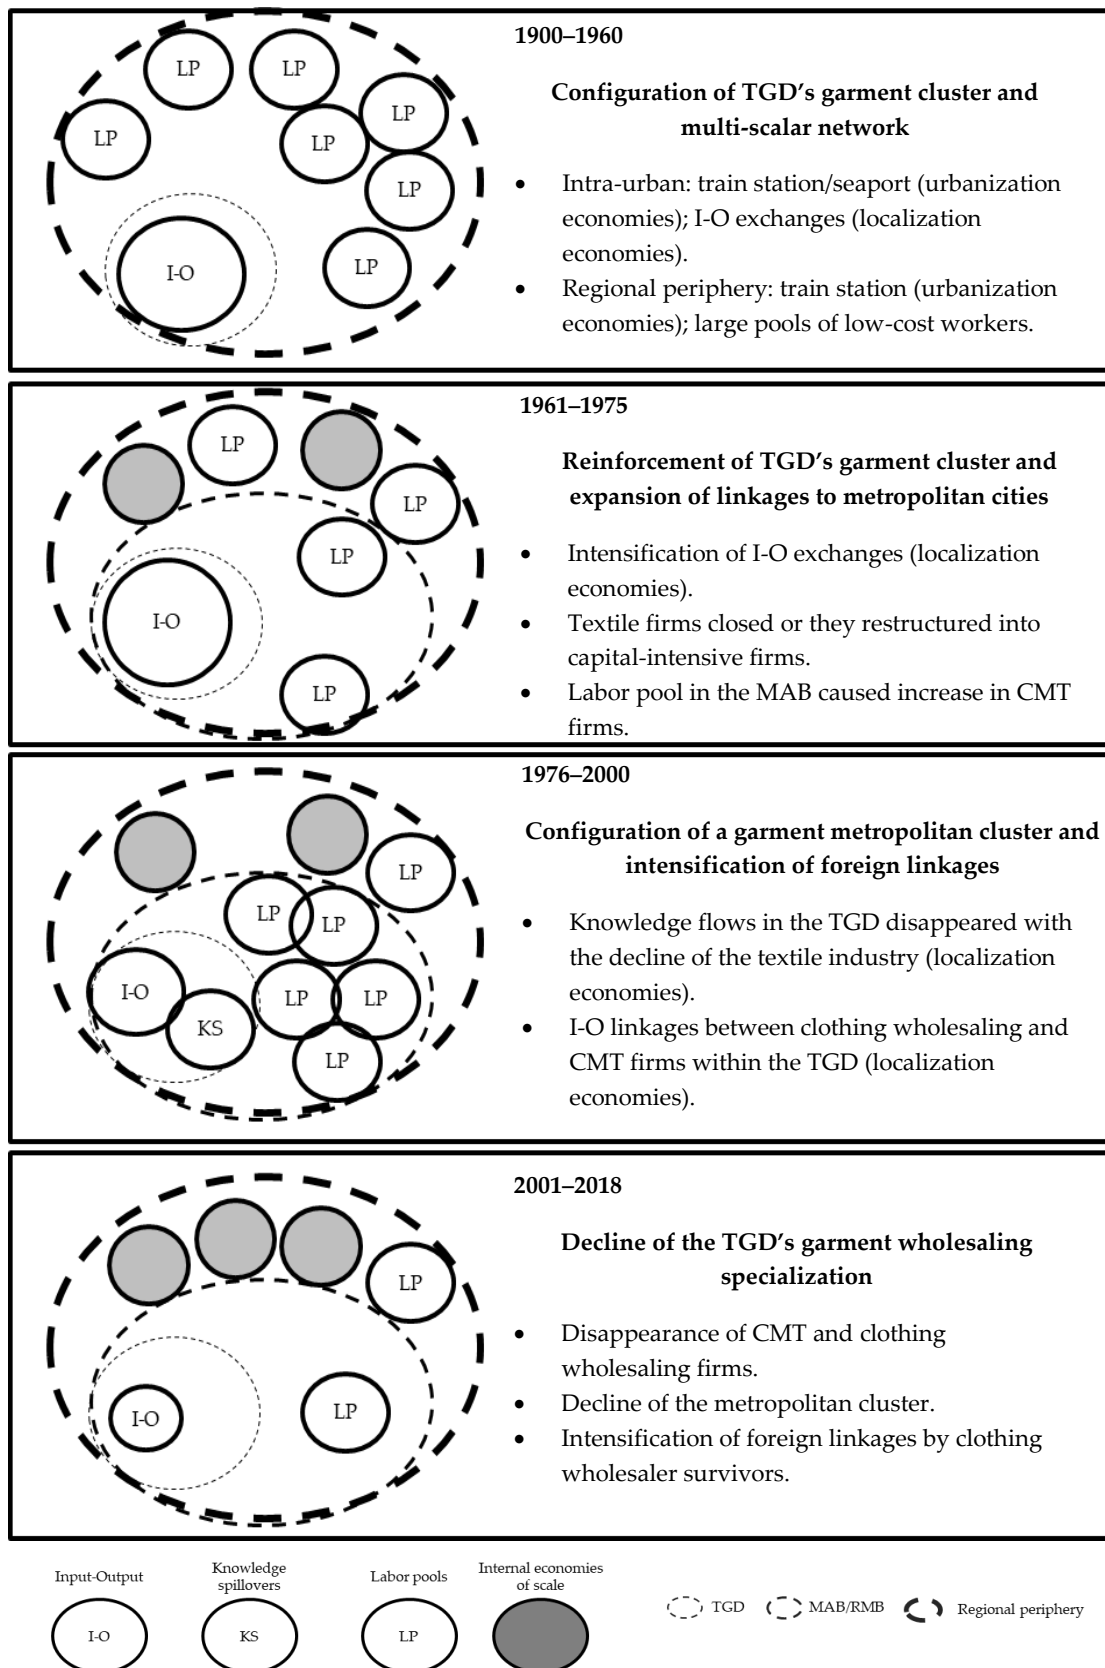 1900–1960
Configuration of TGD's garment cluster and
multi-scalar network
LP
LP
LP
LP
LP
LP
LP
I-O
• Intra-urban: train station/seaport (urbanization
economies); I-O exchanges (localization
economies).
• Regional periphery: train station (urbanization
economies); large pools of low-cost workers.
1961–1975
Reinforcement of TGD's garment cluster and
expansion of linkages to metropolitan cities
LP
LP
LP
I-O
LP
• Intensification of I-O exchanges (localization
economies).
• Textile firms closed or they restructured into
capital-intensive firms.
• Labor pool in the MAB caused increase in CMT
firms.
1976–2000
Configuration of a garment metropolitan cluster and
intensification of foreign linkages
LP
LP
LP
I-O
LP
LP
KS
LP
• Knowledge flows in the TGD disappeared with
the decline of the textile industry (localization
economies).
• I-O linkages between clothing wholesaling and
CMT firms within the TGD (localization
economies).
2001–2018
Decline of the TGD's garment wholesaling
specialization
LP
I-O
LP
• Disappearance of CMT and clothing
wholesaling firms.
• Decline of the metropolitan cluster.
• Intensification of foreign linkages by clothing
wholesaler survivors.
Input-Output
Knowledge
spillovers
Labor pools
Internal economies
of scale
I-O
KS
LP
TGD
MAB/RMB
Regional periphery